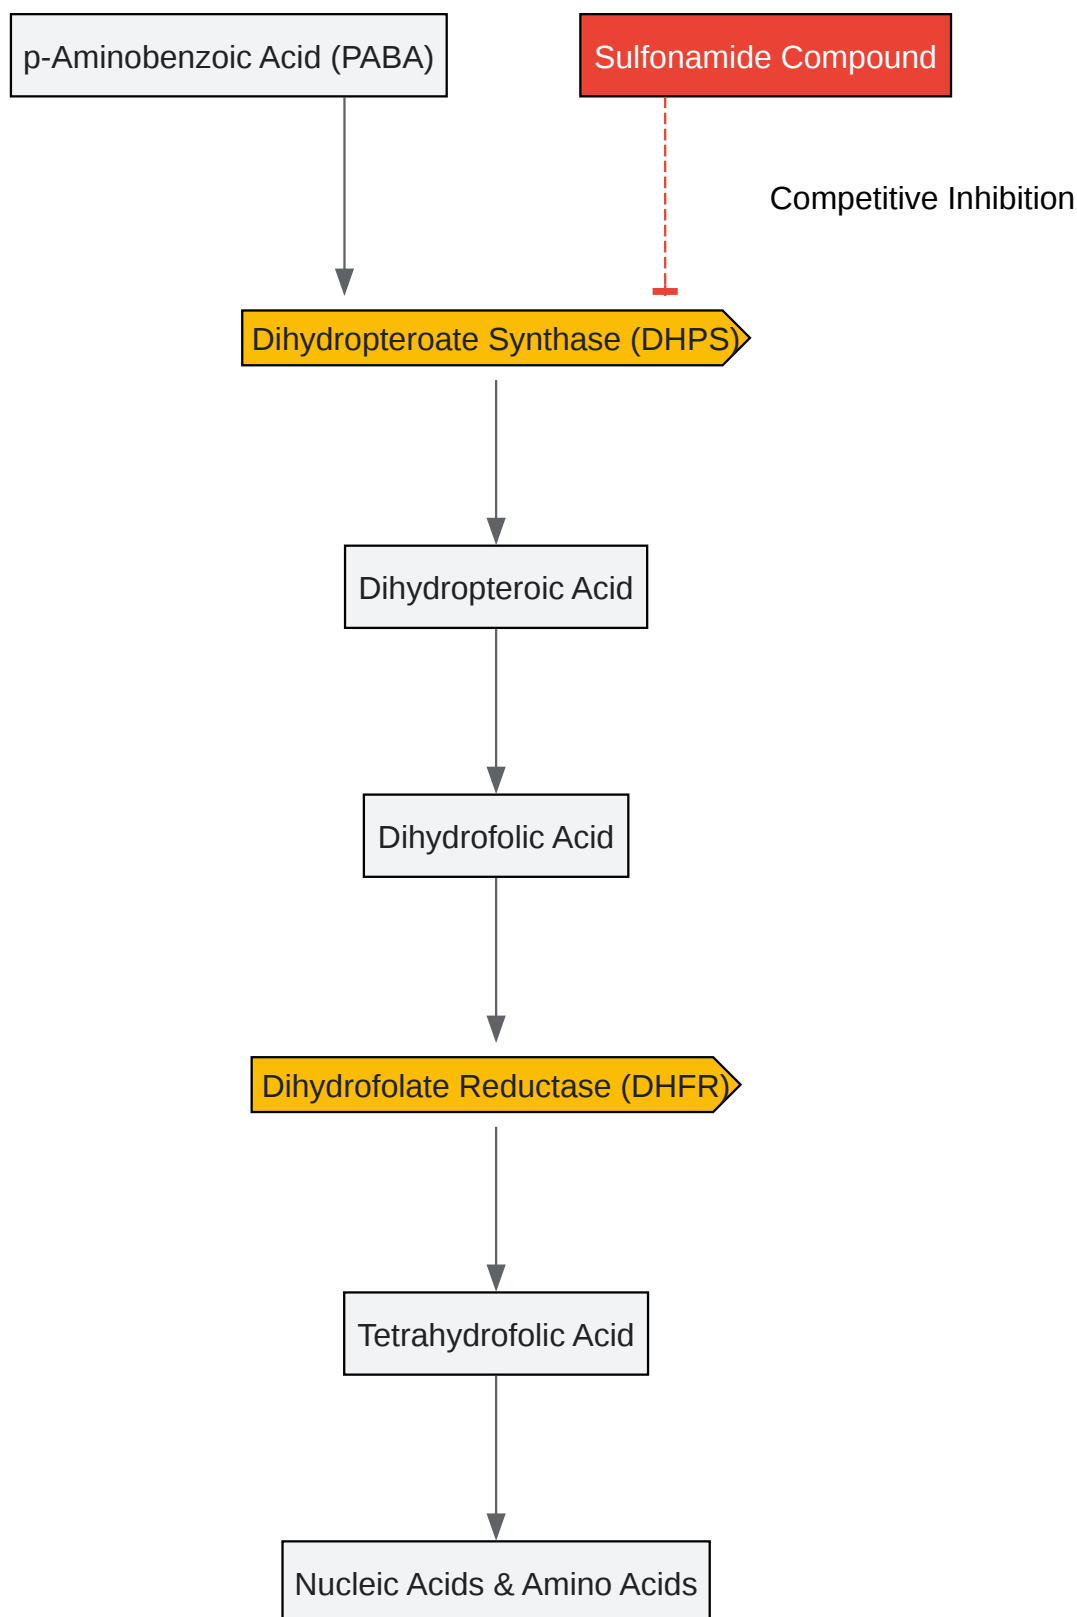 p-Aminobenzoic Acid (PABA)
Sulfonamide Compound
Competitive Inhibition
Dihydropteroate Synthase (DHPS)
Dihydropteroic Acid
Dihydrofolic Acid
Dihydrofolate Reductase (DHFR)
Tetrahydrofolic Acid
Nucleic Acids & Amino Acids